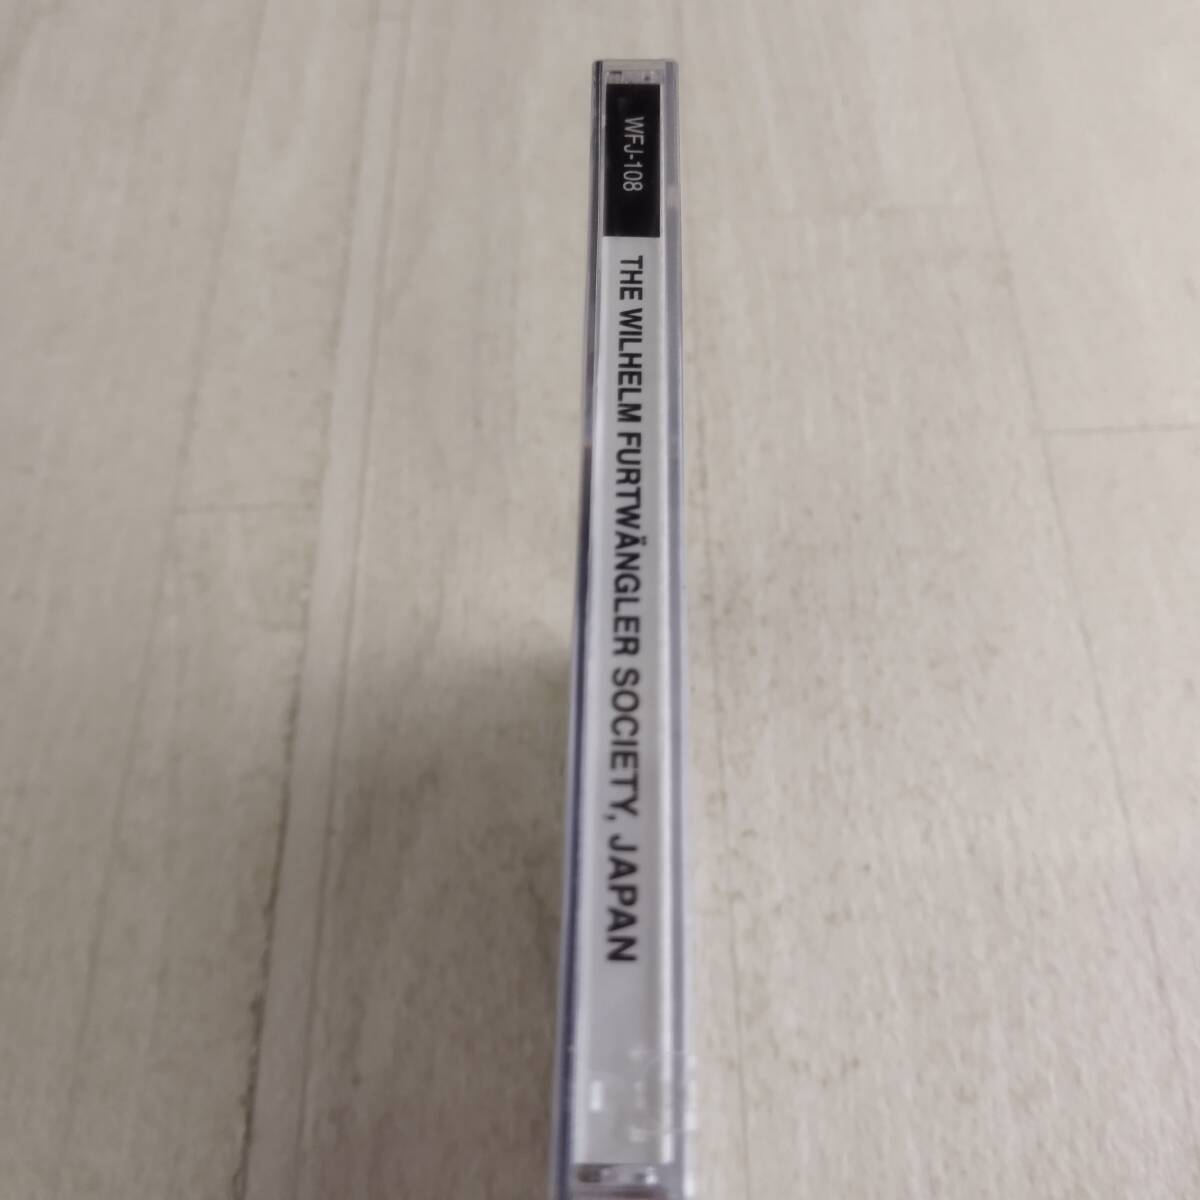 WFJ-108
THE WILHELM FURTWÄNGLER SOCIETY, JAPAN